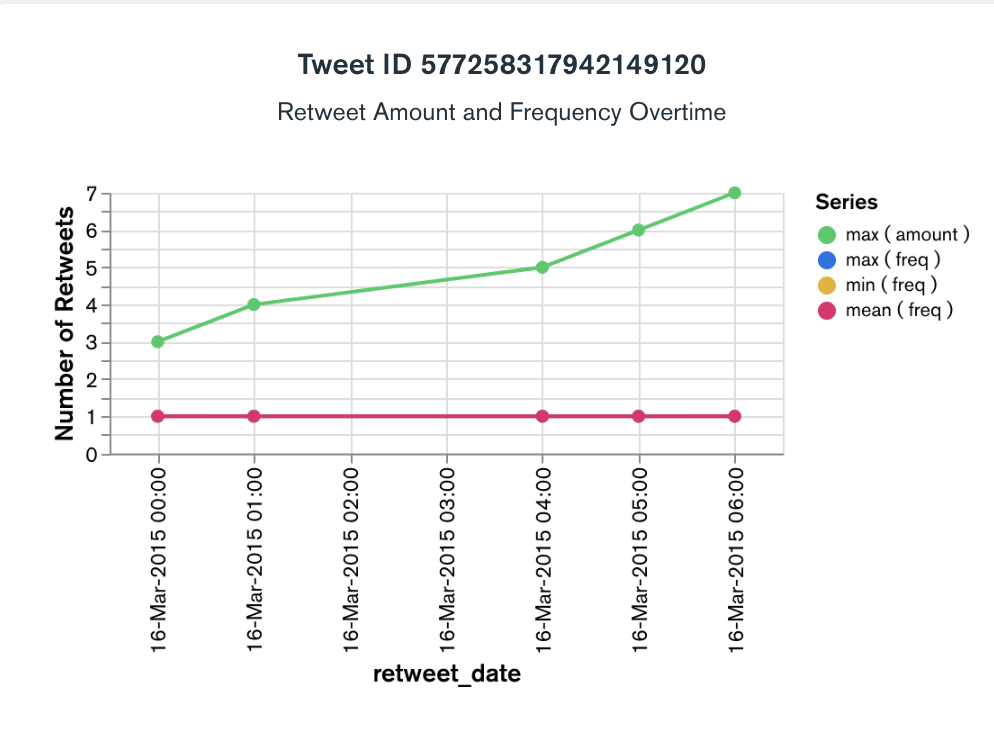 Tweet ID 577258317942149120
Retweet Amount and Frequency Overtime
Number of Retweets
7
6
5
4
3
2
1
0
16-Mar-2015 00:00
16-Mar-2015 01:00
16-Mar-2015 02:00
16-Mar-2015 03:00
16-Mar-2015 04:00
16-Mar-2015 05:00
16-Mar-2015 06:00
retweet_date
Series
max ( amount )
max ( freq )
min ( freq )
mean ( freq )